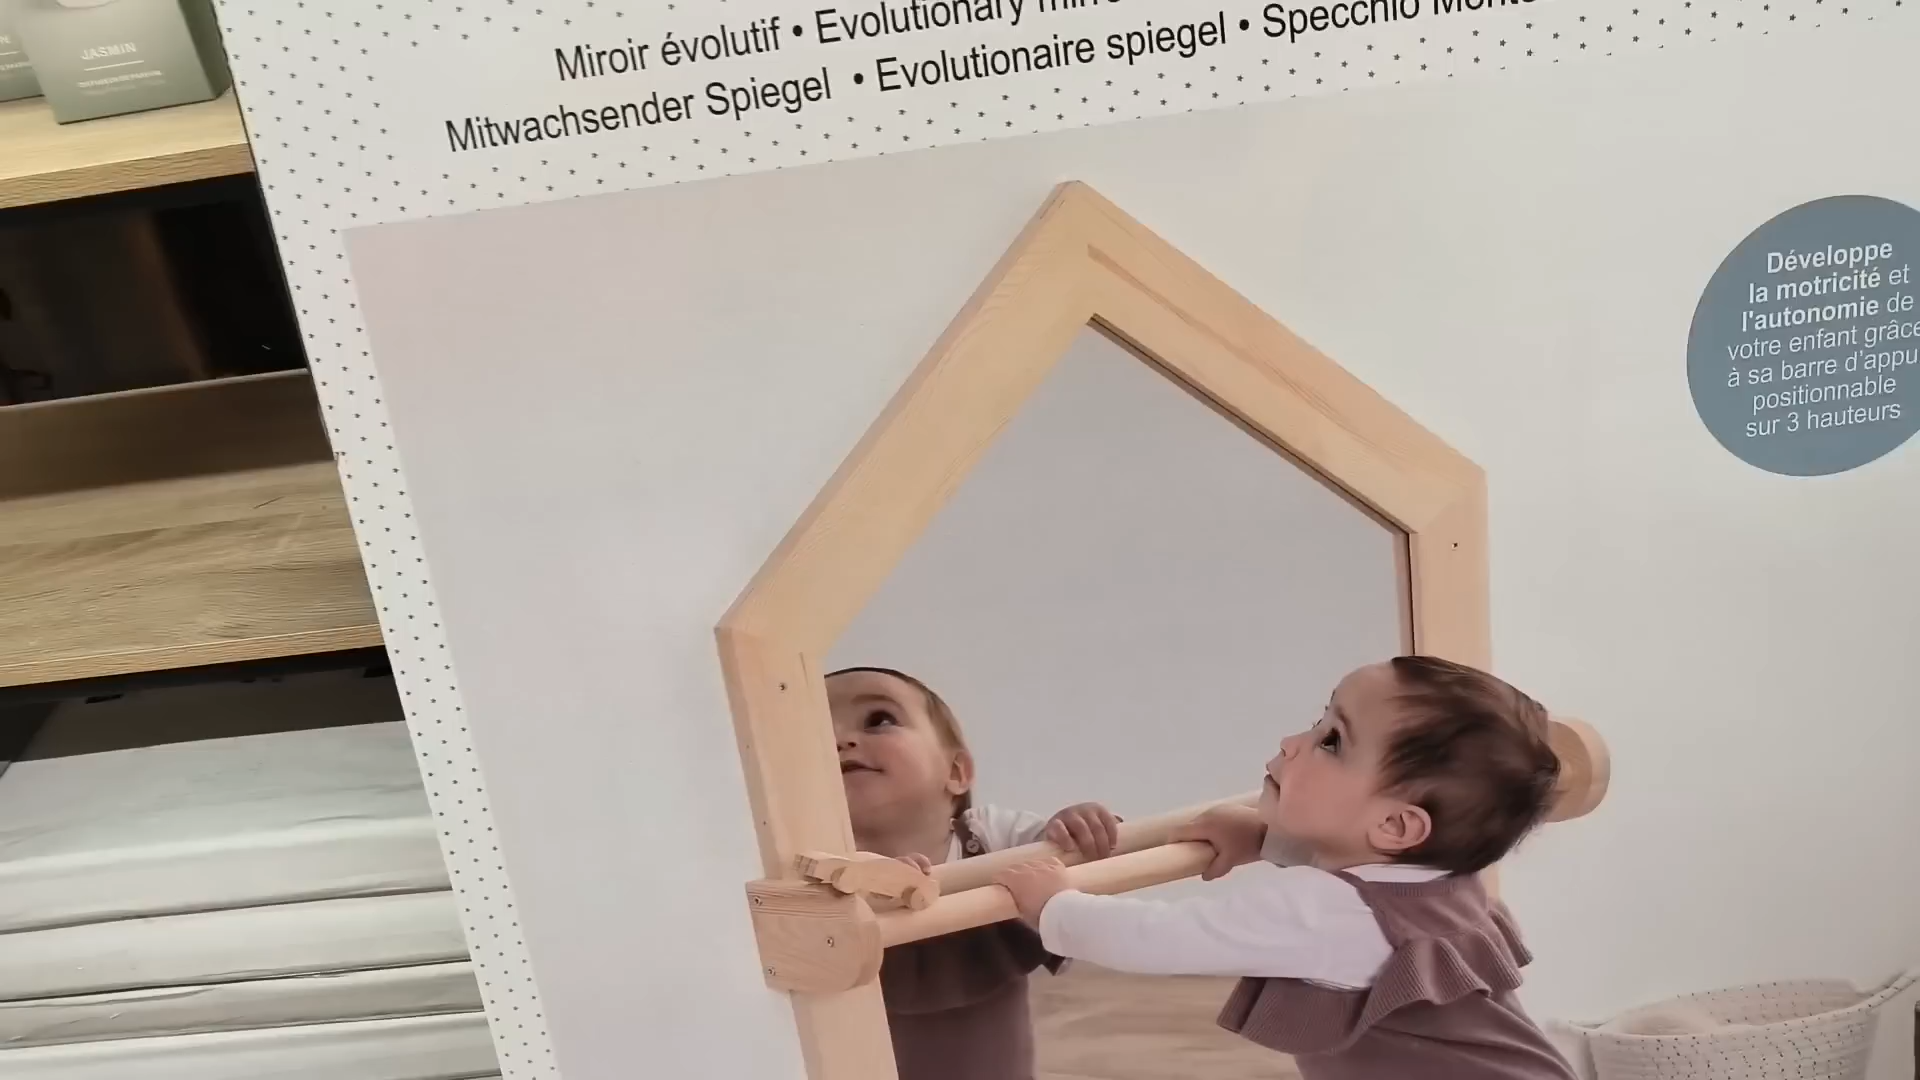 Miroir évolutif • Evolutionary
Mitwachsender Spiegel • Evolutionaire spiegel • Specchio
Développe
la motricité et
l'autonomie de
votre enfant grâce
à sa barre d'appu
positionnable
sur 3 hauteurs
JASMIN